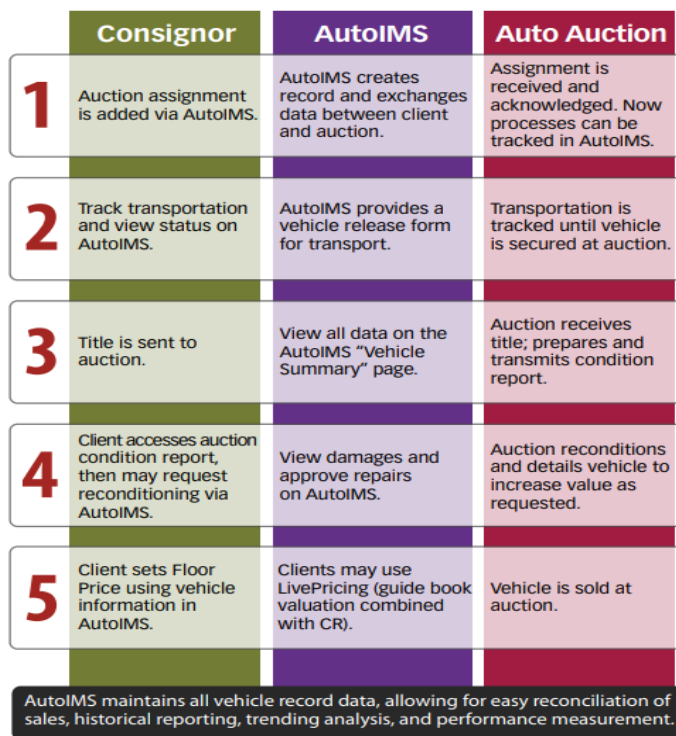 Consignor
AutoIMS
Auto Auction
1
Auction assignment
is added via AutoIMS.
AutoIMS creates
record and exchanges
data between client
and auction.
Assignment is
received and
acknowledged. Now
processes can be
tracked in AutoIMS.
2
Track transportation
and view status on
AutoIMS.
AutoIMS provides a
vehicle release form
for transport.
Transportation is
tracked until vehicle
is secured at auction.
3
Title is sent to
auction.
View all data on the
AutoIMS “Vehicle
Summary” page.
Auction receives
title; prepares and
transmits condition
report.
4
Client accesses auction
condition report,
then may request
reconditioning via
AutoIMS.
View damages and
approve repairs
on AutoIMS.
Auction reconditions
and details vehicle to
increase value as
requested.
5
Client sets Floor
Price using vehicle
information in
AutoIMS.
Clients may use
LivePricing (guide book
valuation combined
with CR).
Vehicle is sold at
auction.
AutoIMS maintains all vehicle record data, allowing for easy reconciliation of
sales, historical reporting, trending analysis, and performance measurement.